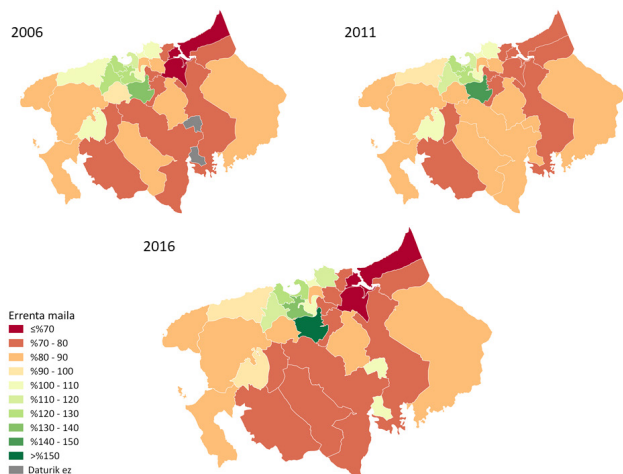 2006
2011
2016
Errenta maila
≤%70
%70 - 80
%80 - 90
%90 - 100
%100 - 110
%110 - 120
%120 - 130
%130 - 140
%140 - 150
>%150
Daturik ez